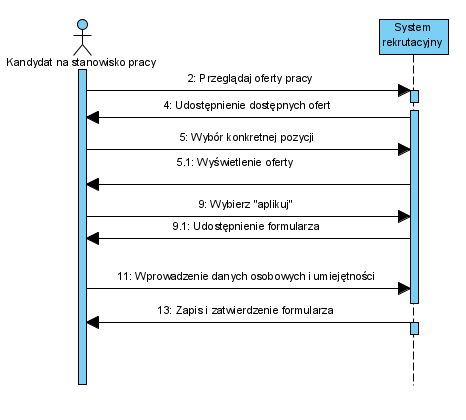 System
rekrutacyjny
Kandydat na stanowisko pracy
2: Przeglądaj oferty pracy
4: Udostępnienie dostępnych ofert
5: Wybór konkretnej pozycji
5.1: Wyświetlenie oferty
9: Wybierz "aplikuj"
9.1: Udostępnienie formularza
11: Wprowadzenie danych osobowych i umiejętności
13: Zapis i zatwierdzenie formularza